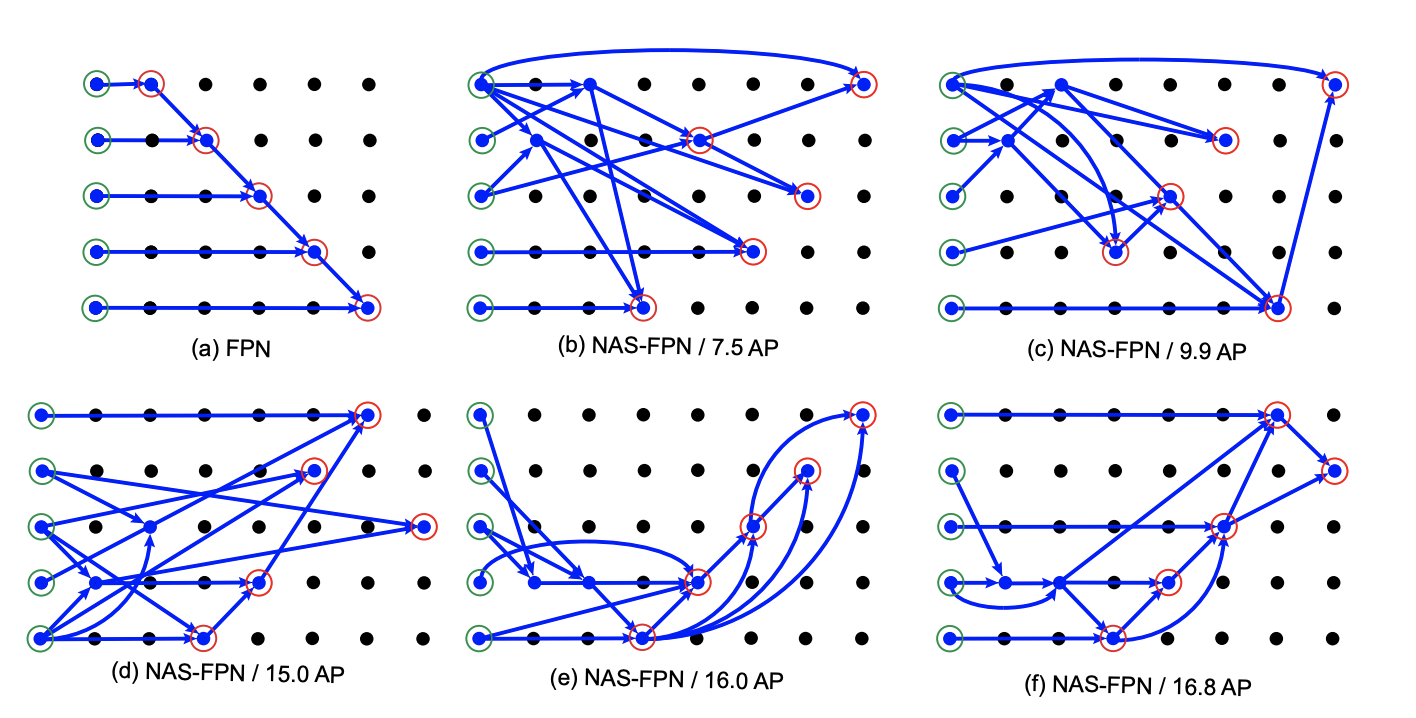 (a) FPN
(b) NAS-FPN / 7.5 AP
(c) NAS-FPN / 9.9 AP
(d) NAS-FPN / 15.0 AP
(e) NAS-FPN / 16.0 AP
(f) NAS-FPN / 16.8 AP